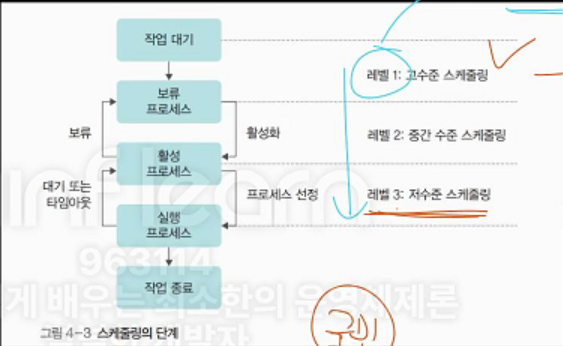 작업 대기
레벨 1: 고수준 스케줄링
보류
프로세스
보류
활성화
레벨 2: 중간 수준 스케줄링
활성
프로세스
대기 또는
타임아웃
프로세스 선정
레벨 3: 저수준 스케줄링
실행
프로세스
inflearn
963114
게 배우는 최소한의 운영체제론
작업 종료
그림 4-3 스케줄링의 단계
개발자